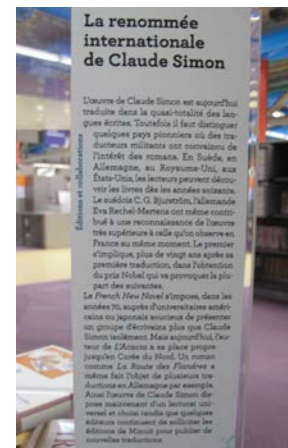 La renommée
internationale
de Claude Simon
Éditions et collaborations
L'œuvre de Claude Simon est aujourd'hui
traduite dans la quasi-totalité des lan-
gues écrites. Toutefois il faut distinguer
quelques pays pionniers où des tra-
ducteurs militants ont convaincu de
l'intérêt des romans. En Suède, en
Allemagne, au Royaume-Uni, aux
États-Unis, les lecteurs peuvent décou-
vrir les livres dès les années soixante.
Le suédois C. G. Bjurström, l'allemande
Eva Rechel-Mertens ont même contri-
bué à une reconnaissance de l'œuvre
très supérieure à celle qu'on observe en
France au même moment. Le premier
s'implique, plus de vingt ans après sa
première traduction, dans l'obtention
du prix Nobel qui va provoquer la plu-
part des suivantes.
Le French New Novel s'impose, dans les
années 70, auprès d'universitaires améri-
cains ou japonais soucieux de présenter
un groupe d'écrivains plus que Claude
Simon isolément. Mais aujourd'hui, l'au-
teur de L'Acacia a sa place propre
jusqu'en Corée du Nord. Un roman
comme La Route des Flandres a
même fait l'objet de plusieurs tra-
ductions en Allemagne par exemple.
Ainsi l'œuvre de Claude Simon dis-
pose maintenant d'un lectorat uni-
versel et choisi tandis que quelques
éditeurs continuent de solliciter les
éditions de Minuit pour publier de
nouvelles traductions.